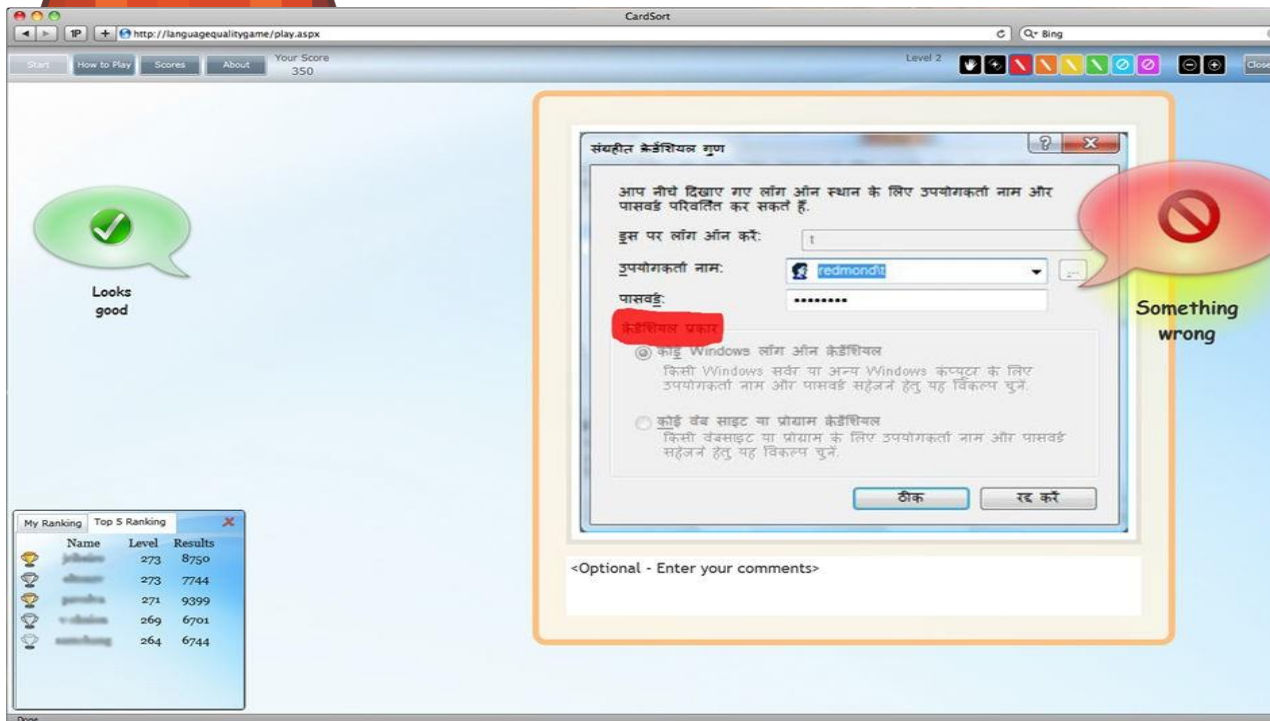 CardSort
1P + http://languagequalitygame/play.aspx Q Bing
Start How to Play Scores About Your Score Level 2 Close
350
संग्रहीत क्रेडेंशियल गुण
आप नीचे दिखाए गए लॉग ऑन स्थान के लिए उपयोगकर्ता नाम और
पासवर्ड परिवर्तित कर सकते हैं.
इस पर लॉग ऑन करें: t
उपयोगकर्ता नाम: redmond\t ...
पासवर्ड: ••••••••
क्रेडेंशियल प्रकार
कोई Windows लॉग ऑन क्रेडेंशियल
किसी Windows सर्वर या अन्य Windows कंप्यूटर के लिए
उपयोगकर्ता नाम और पासवर्ड सहेजने हेतु यह विकल्प चुनें.
कोई वेब साइट या प्रोग्राम क्रेडेंशियल
किसी वेबसाइट या प्रोग्राम के लिए उपयोगकर्ता नाम और पासवर्ड
सहेजने हेतु यह विकल्प चुनें.
ठीक रद्द करें
Looks
good
Something
wrong
<Optional - Enter your comments>
My Ranking Top 5 Ranking
Name Level Results
273 8750
273 7744
271 9399
269 6701
264 6744
Done